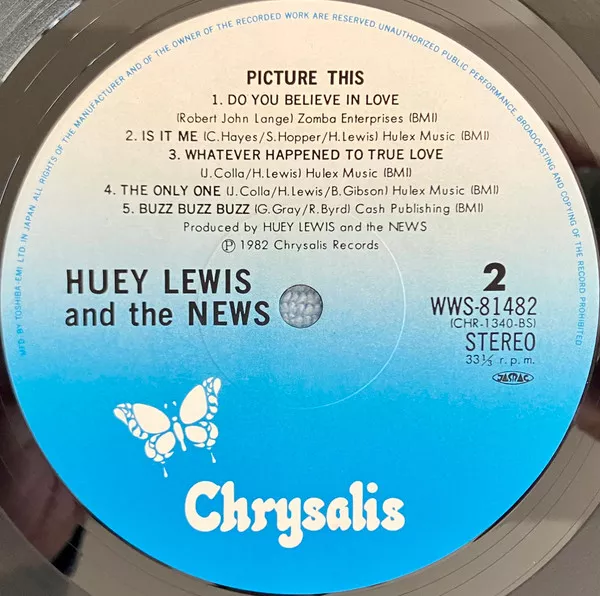 ALL RIGHTS OF THE MANUFACTURER AND OF THE OWNER OF THE RECORDED WORK ARE RESERVED. UNAUTHORIZED PUBLIC PERFORMANCE, BROADCASTING AND COPYING OF THE RECORD PROHIBITED
MFD. BY TOSHIBA-EMI LTD. IN JAPAN
PICTURE THIS
1. DO YOU BELIEVE IN LOVE
(Robert John Lange) Zomba Enterprises (BMI)
2. IS IT ME (C.Hayes/S.Hopper/H.Lewis) Hulex Music (BMI)
3. WHATEVER HAPPENED TO TRUE LOVE
(J.Colla/H.Lewis) Hulex Music (BMI)
4. THE ONLY ONE (J.Colla/H.Lewis/B.Gibson) Hulex Music (BMI)
5. BUZZ BUZZ BUZZ (G.Gray/R.Byrd) Cash Publishing (BMI)
Produced by HUEY LEWIS and the NEWS
Ⓟ 1982 Chrysalis Records
HUEY LEWIS
and the NEWS
2
WWS-81482
(CHR-1340-BS)
STEREO
33⅓ r.p.m.
JASRAC
Chrysalis